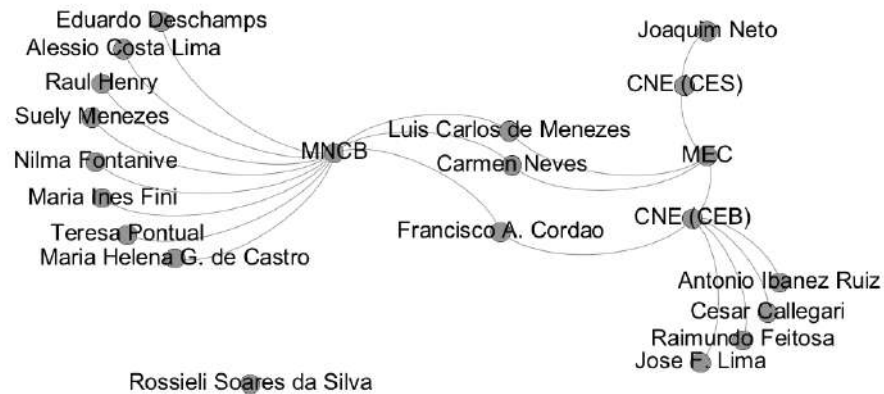 Eduardo Deschamps
Alessio Costa Lima
Raul Henry
Suely Menezes
Nilma Fontanive
Maria Ines Fini
Teresa Pontual
Maria Helena G. de Castro
MNCB
Luis Carlos de Menezes
Carmen Neves
Francisco A. Cordao
Joaquim Neto
CNE (CES)
MEC
CNE (CEB)
Antonio Ibanez Ruiz
Cesar Callegari
Raimundo Feitosa
Jose F. Lima
Rossieli Soares da Silva